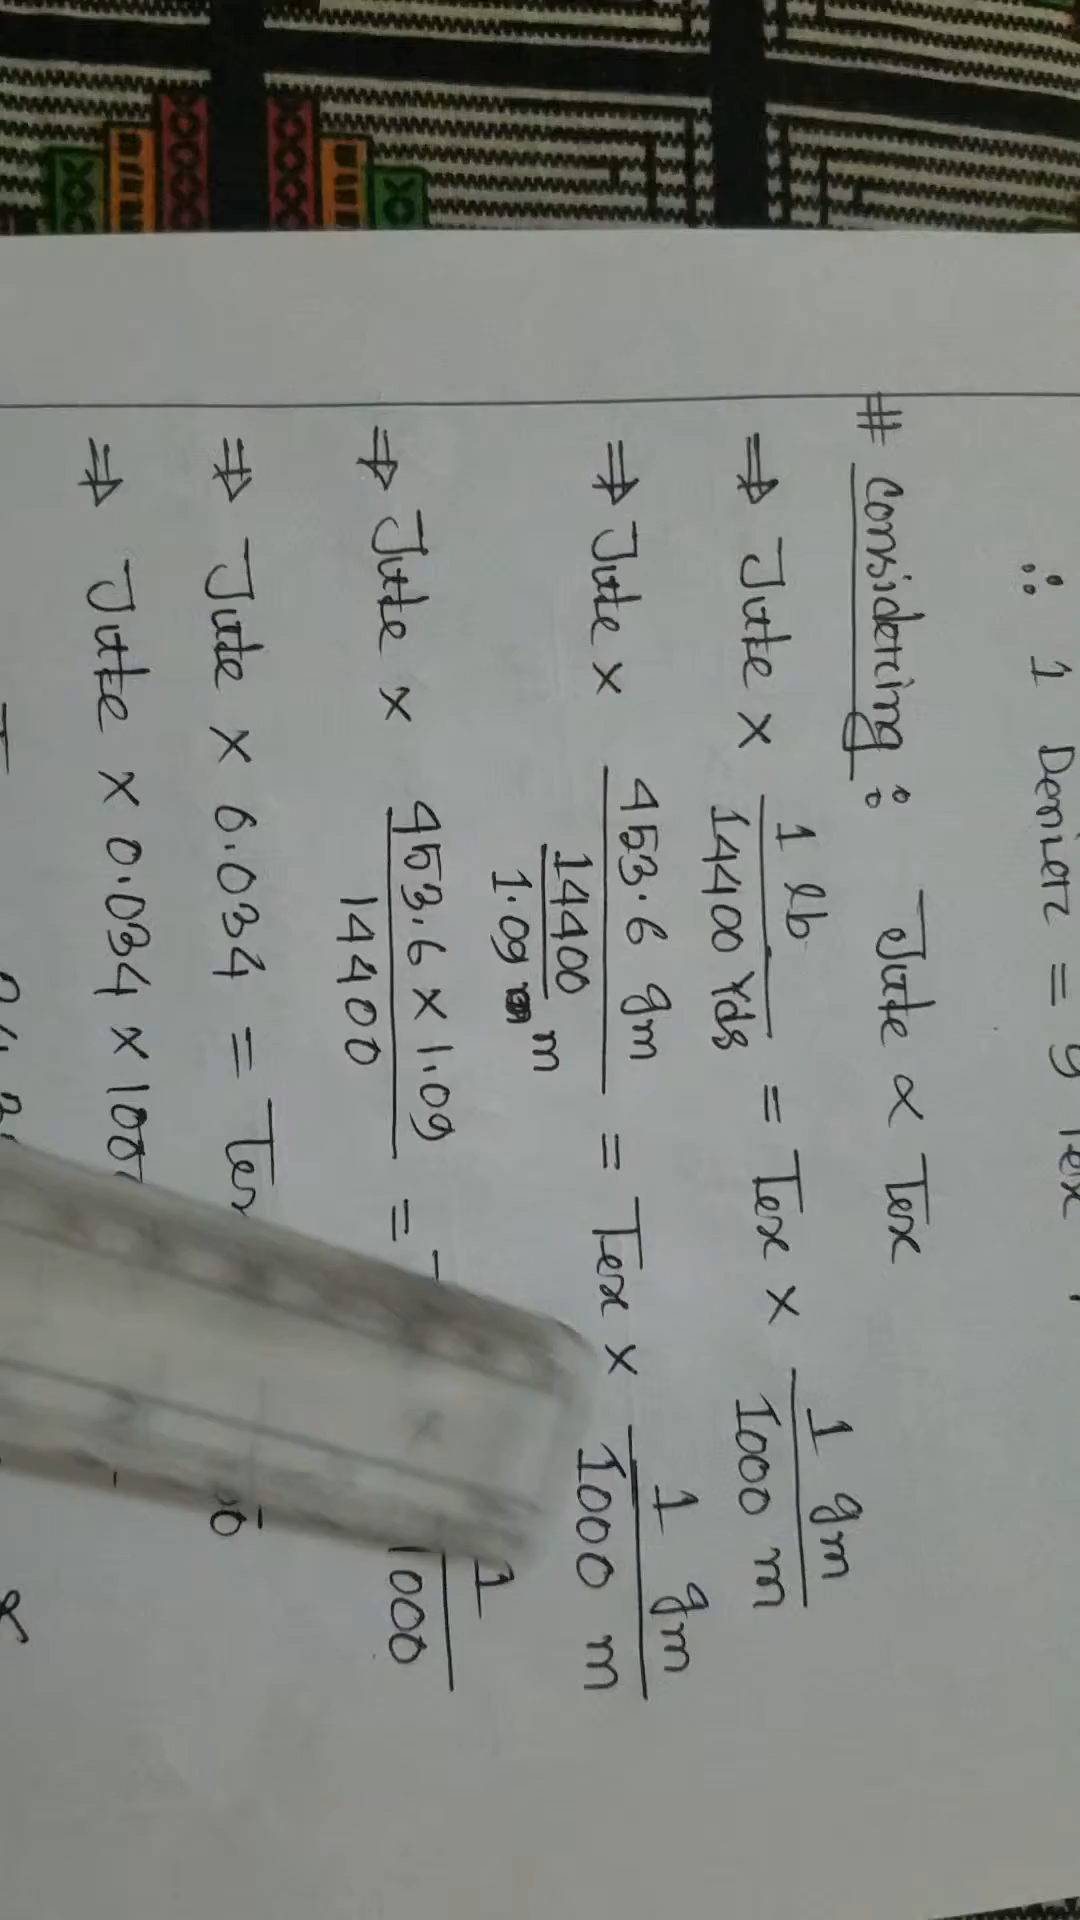 ∴ 1 Denier = 9 Tex
# Considering: Jute ∝ Tex
⇒ Jute × 1 lb / 14400 Yds = Tex × 1 gm / 1000 m
⇒ Jute × 453.6 gm / 14400 / 1.09 m = Tex × 1 gm / 1000 m
⇒ Jute × 453.6 × 1.09 / 14400 = 1 / 1000
⇒ Jute × 0.034 = Tex
⇒ Jute × 0.034 × 100